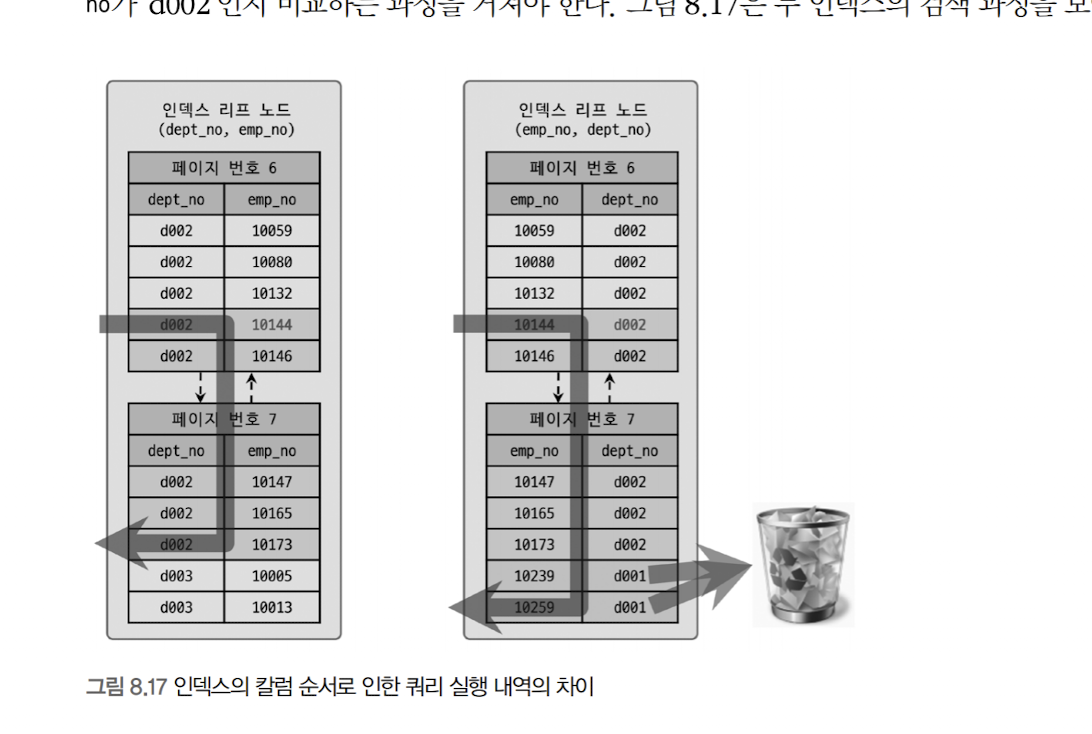 no가 'd002'인지 비교하는 과정을 거쳐야 한다. 그림 8.17은 두 인덱스의 검색 과정을
인덱스 리프 노드
(dept_no, emp_no)
페이지 번호 6
dept_no emp_no
d002 10059
d002 10080
d002 10132
d002 10144
d002 10146
페이지 번호 7
dept_no emp_no
d002 10147
d002 10165
d002 10173
d003 10005
d003 10013
인덱스 리프 노드
(emp_no, dept_no)
페이지 번호 6
emp_no dept_no
10059 d002
10080 d002
10132 d002
10144 d002
10146 d002
페이지 번호 7
emp_no dept_no
10147 d002
10165 d002
10173 d002
10239 d001
10259 d001
그림 8.17 인덱스의 칼럼 순서로 인한 쿼리 실행 내역의 차이